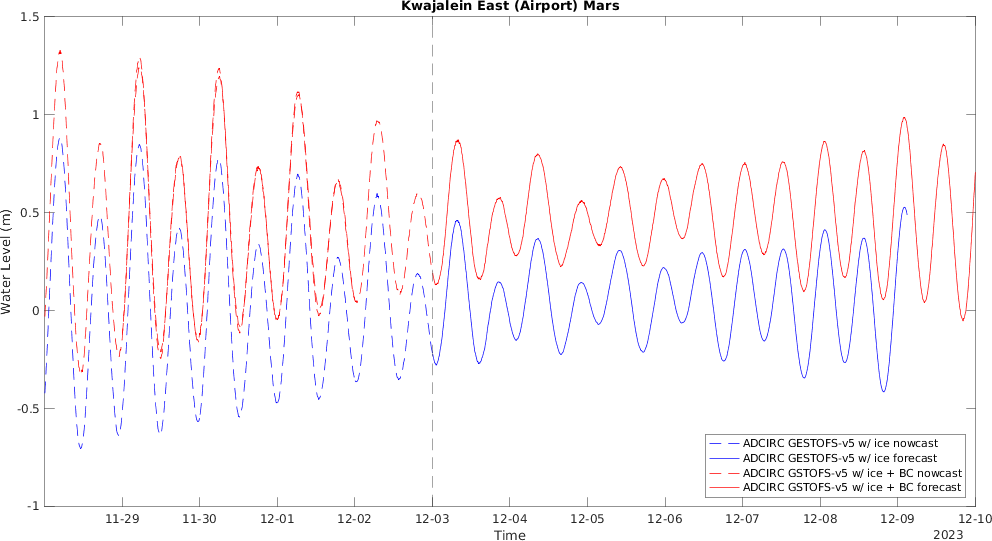 Kwajalein East (Airport) Mars
Water Level (m)
1.5
1
0.5
0
-0.5
-1
11-29 11-30 12-01 12-02 12-03 12-04 12-05 12-06 12-07 12-08 12-09 12-10
Time
2023
ADCIRC GESTOFS-v5 w/ ice nowcast
ADCIRC GESTOFS-v5 w/ ice forecast
ADCIRC GSTOFS-v5 w/ ice + BC nowcast
ADCIRC GSTOFS-v5 w/ ice + BC forecast